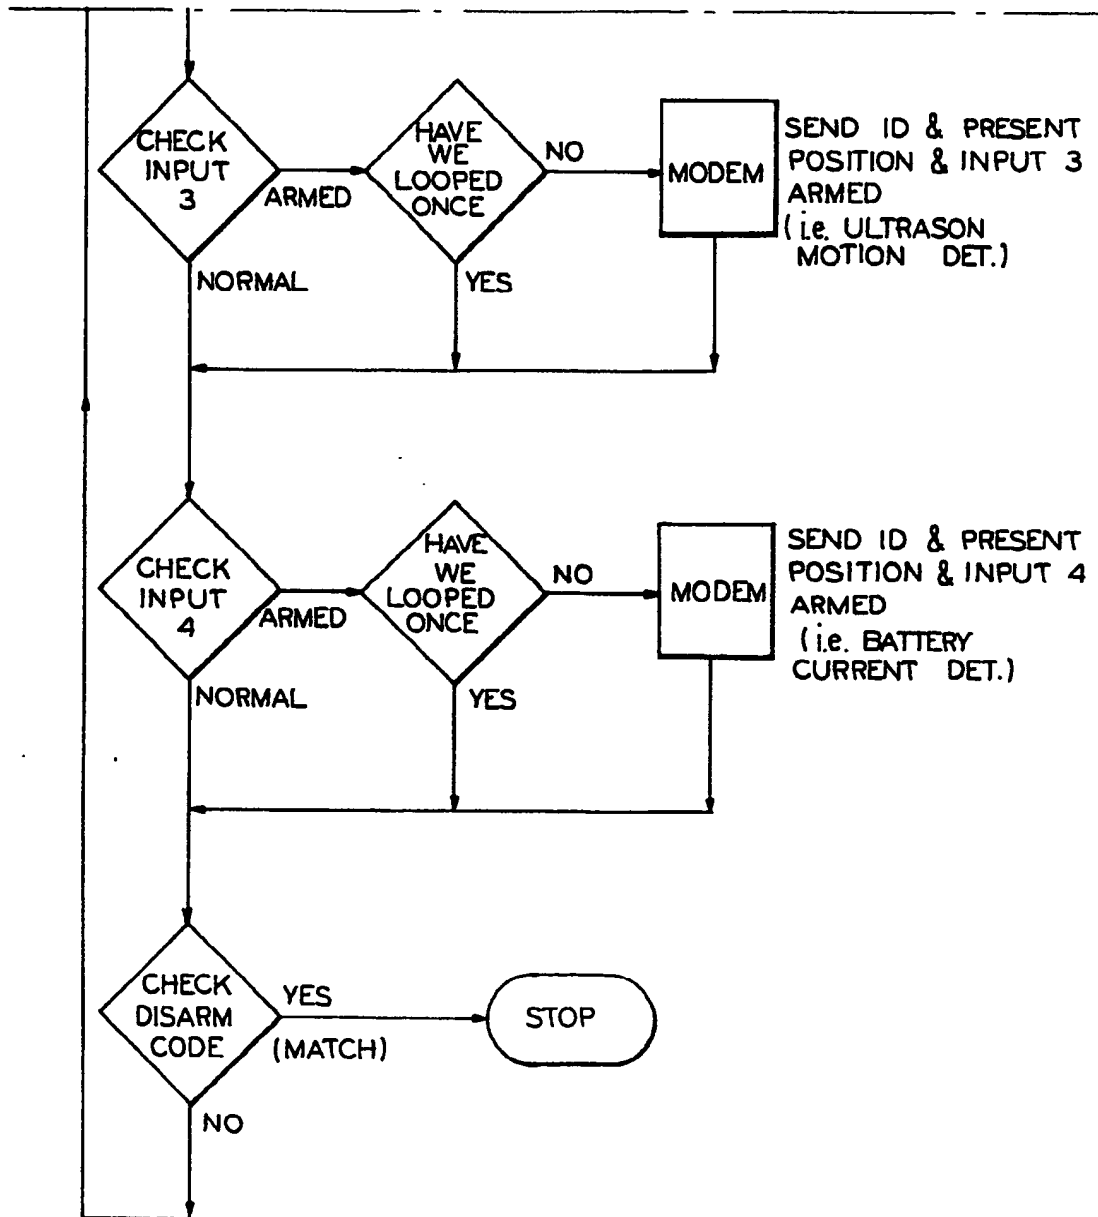 CHECK
INPUT
3
ARMED
NORMAL
HAVE
WE
LOOPED
ONCE
NO
YES
MODEM
SEND ID & PRESENT
POSITION & INPUT 3
ARMED
(i.e. ULTRASON
MOTION DET.)
CHECK
INPUT
4
ARMED
NORMAL
HAVE
WE
LOOPED
ONCE
NO
YES
MODEM
SEND ID & PRESENT
POSITION & INPUT 4
ARMED
(i.e. BATTERY
CURRENT DET.)
CHECK
DISARM
CODE
YES
(MATCH)
NO
STOP